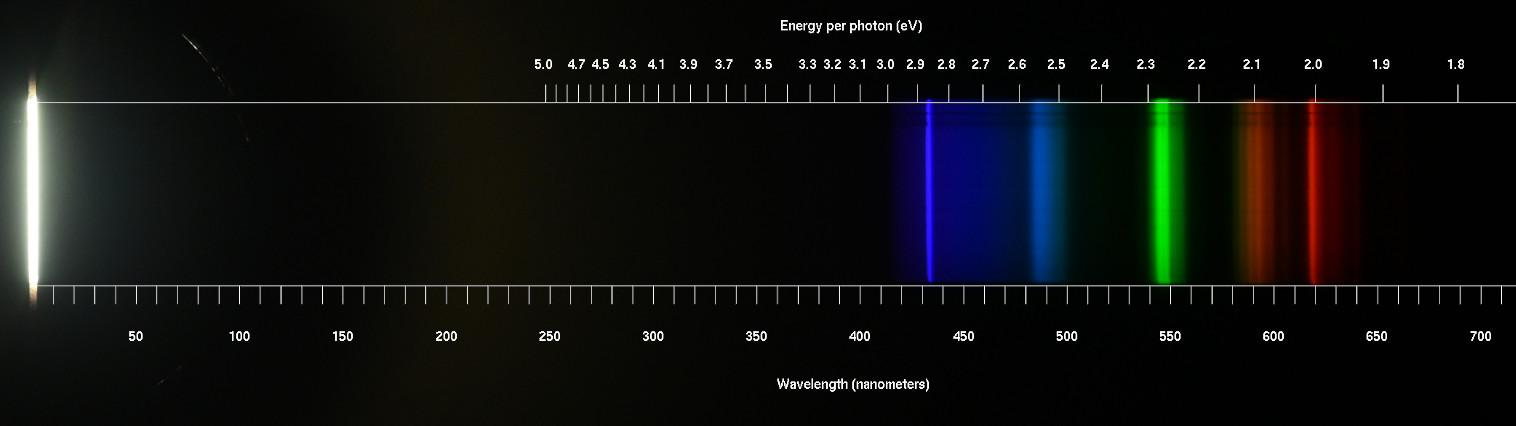 Energy per photon (eV)
5.0 4.7 4.5 4.3 4.1 3.9 3.7 3.5 3.3 3.2 3.1 3.0 2.9 2.8 2.7 2.6 2.5 2.4 2.3 2.2 2.1 2.0 1.9 1.8
50 100 150 200 250 300 350 400 450 500 550 600 650 700
Wavelength (nanometers)